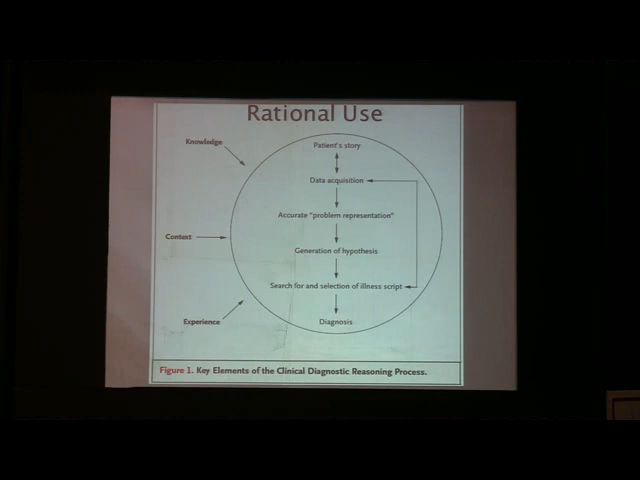 Rational Use
Knowledge
Patient's story
Data acquisition
Accurate "problem representation"
Context
Generation of hypothesis
Search for and selection of illness script
Experience
Diagnosis
Figure 1. Key Elements of the Clinical Diagnostic Reasoning Process.